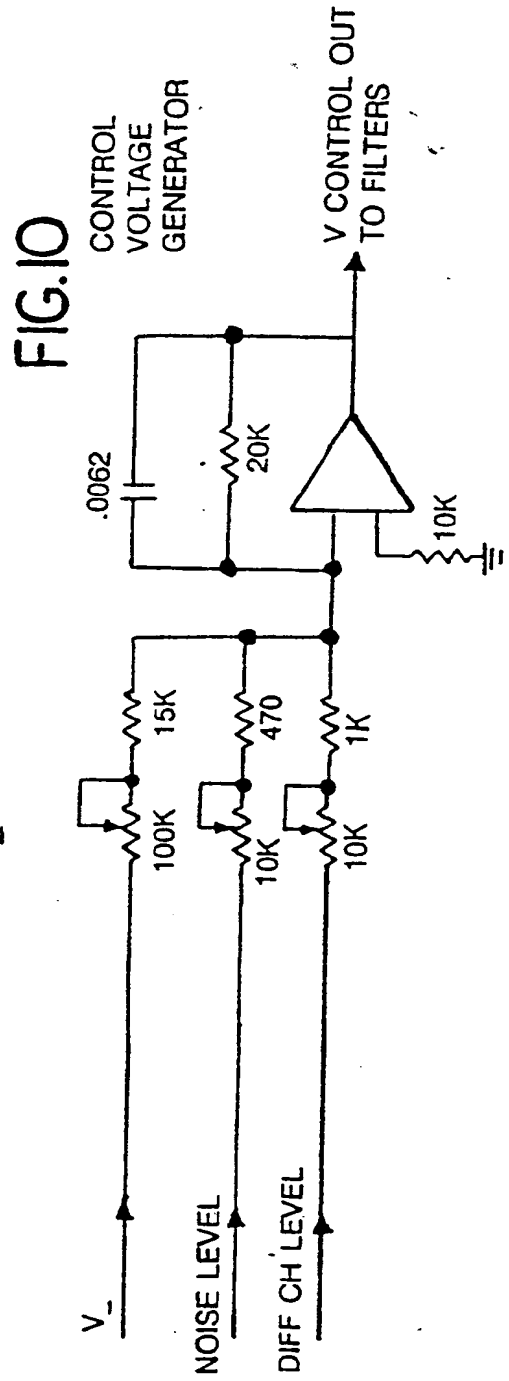 FIG.10
CONTROL
VOLTAGE
GENERATOR
.0062
20K
V_
100K
15K
NOISE LEVEL
10K
470
DIFF CH LEVEL
10K
1K
10K
V CONTROL OUT
TO FILTERS